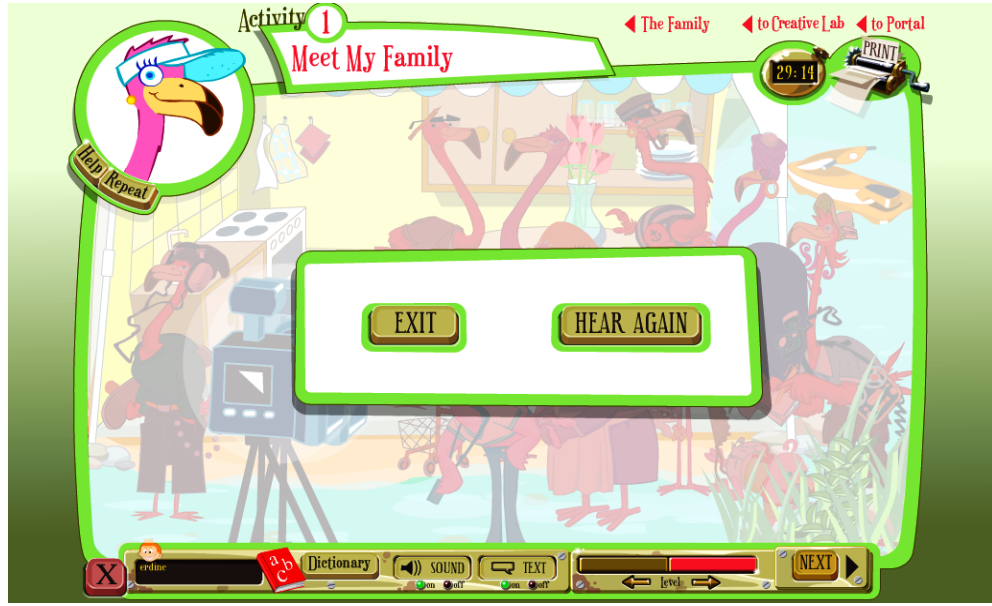 Activity 1
Meet My Family
The Family
to Creative Lab
to Portal
29: 14
PRINT
Help
Repeat
EXIT
HEAR AGAIN
X
erdine
a b c
Dictionary
SOUND
on off
TEXT
on off
Level
NEXT